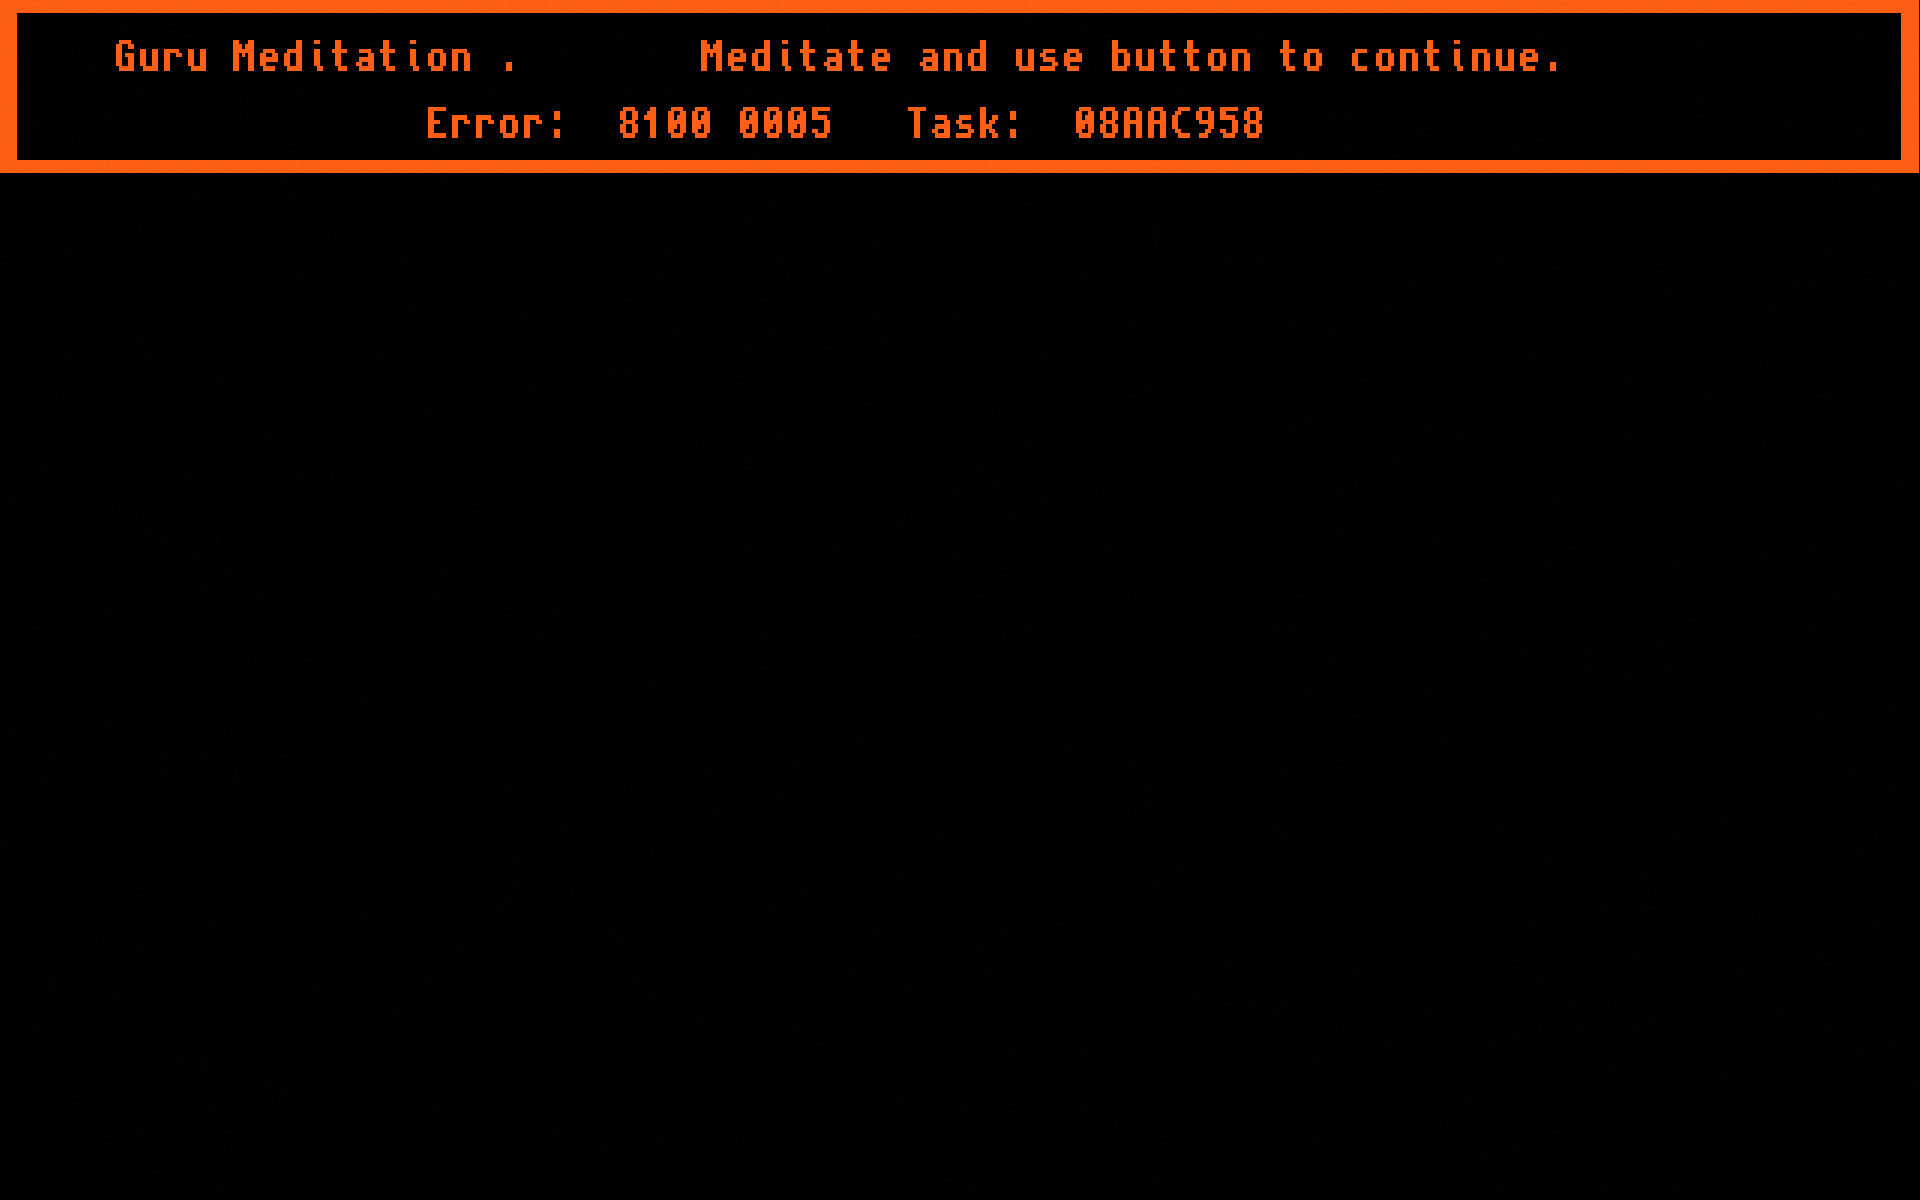 Guru Meditation . Meditate and use button to continue.
Error: 8100 0005 Task: 08AAC958